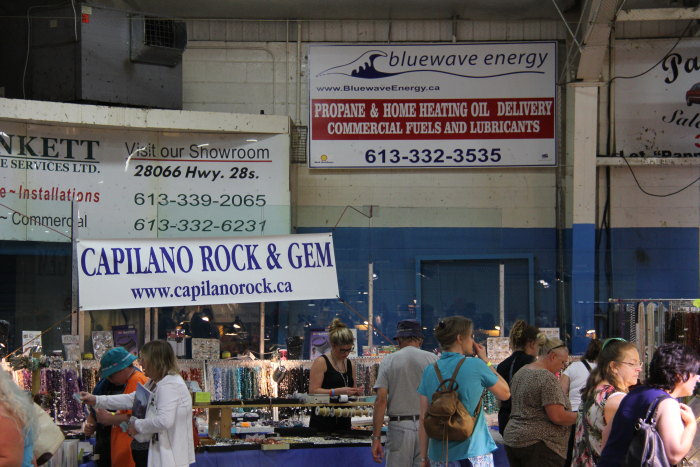 NKETT
E SERVICES LTD.
e ~ Installations
~ Commercial
Visit our Showroom
28066 Hwy. 28s.
613-339-2065
613-332-6231
bluewave energy
www.BluewaveEnergy.ca
PROPANE & HOME HEATING OIL DELIVERY
COMMERCIAL FUELS AND LUBRICANTS
613-332-3535
CAPILANO ROCK & GEM
www.capilanorock.ca
Pa
Sal